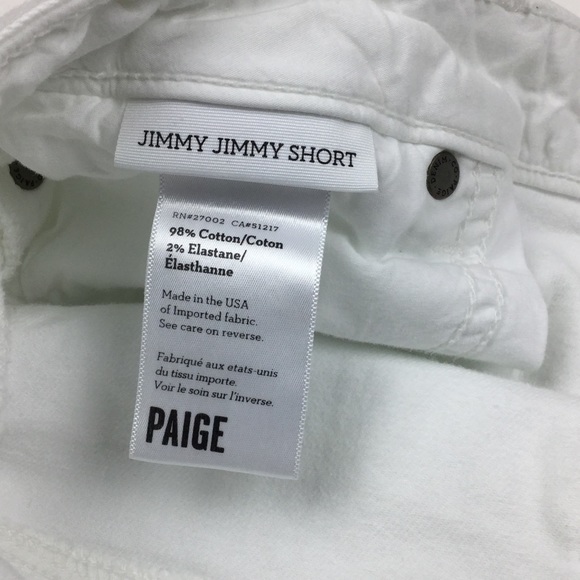 JIMMY JIMMY SHORT
RN#27002 CA#51217
98% Cotton/Coton
2% Elastane/
Élasthanne
Made in the USA
of Imported fabric.
See care on reverse.
Fabriqué aux etats-unis
du tissu importe.
Voir le soin sur l'inverse.
PAIGE